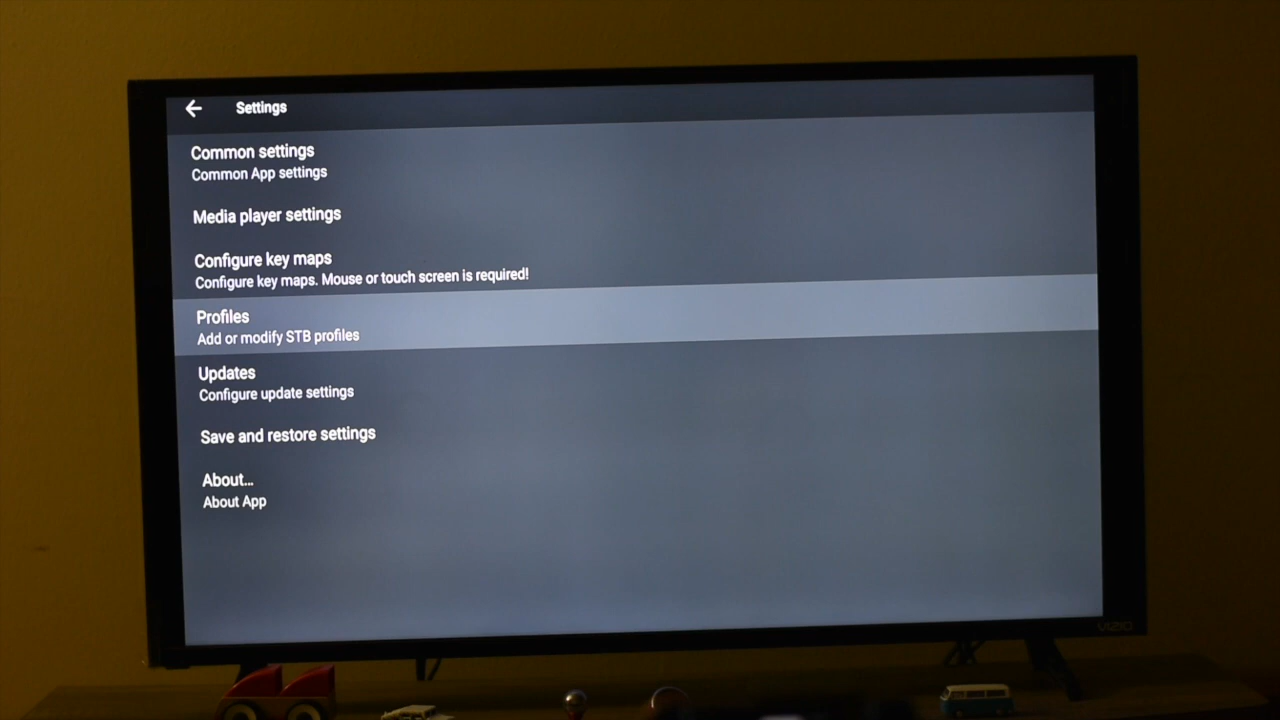 Settings
Common settings
Common App settings
Media player settings
Configure key maps
Configure key maps. Mouse or touch screen is required!
Profiles
Add or modify STB profiles
Updates
Configure update settings
Save and restore settings
About...
About App
VIZIO